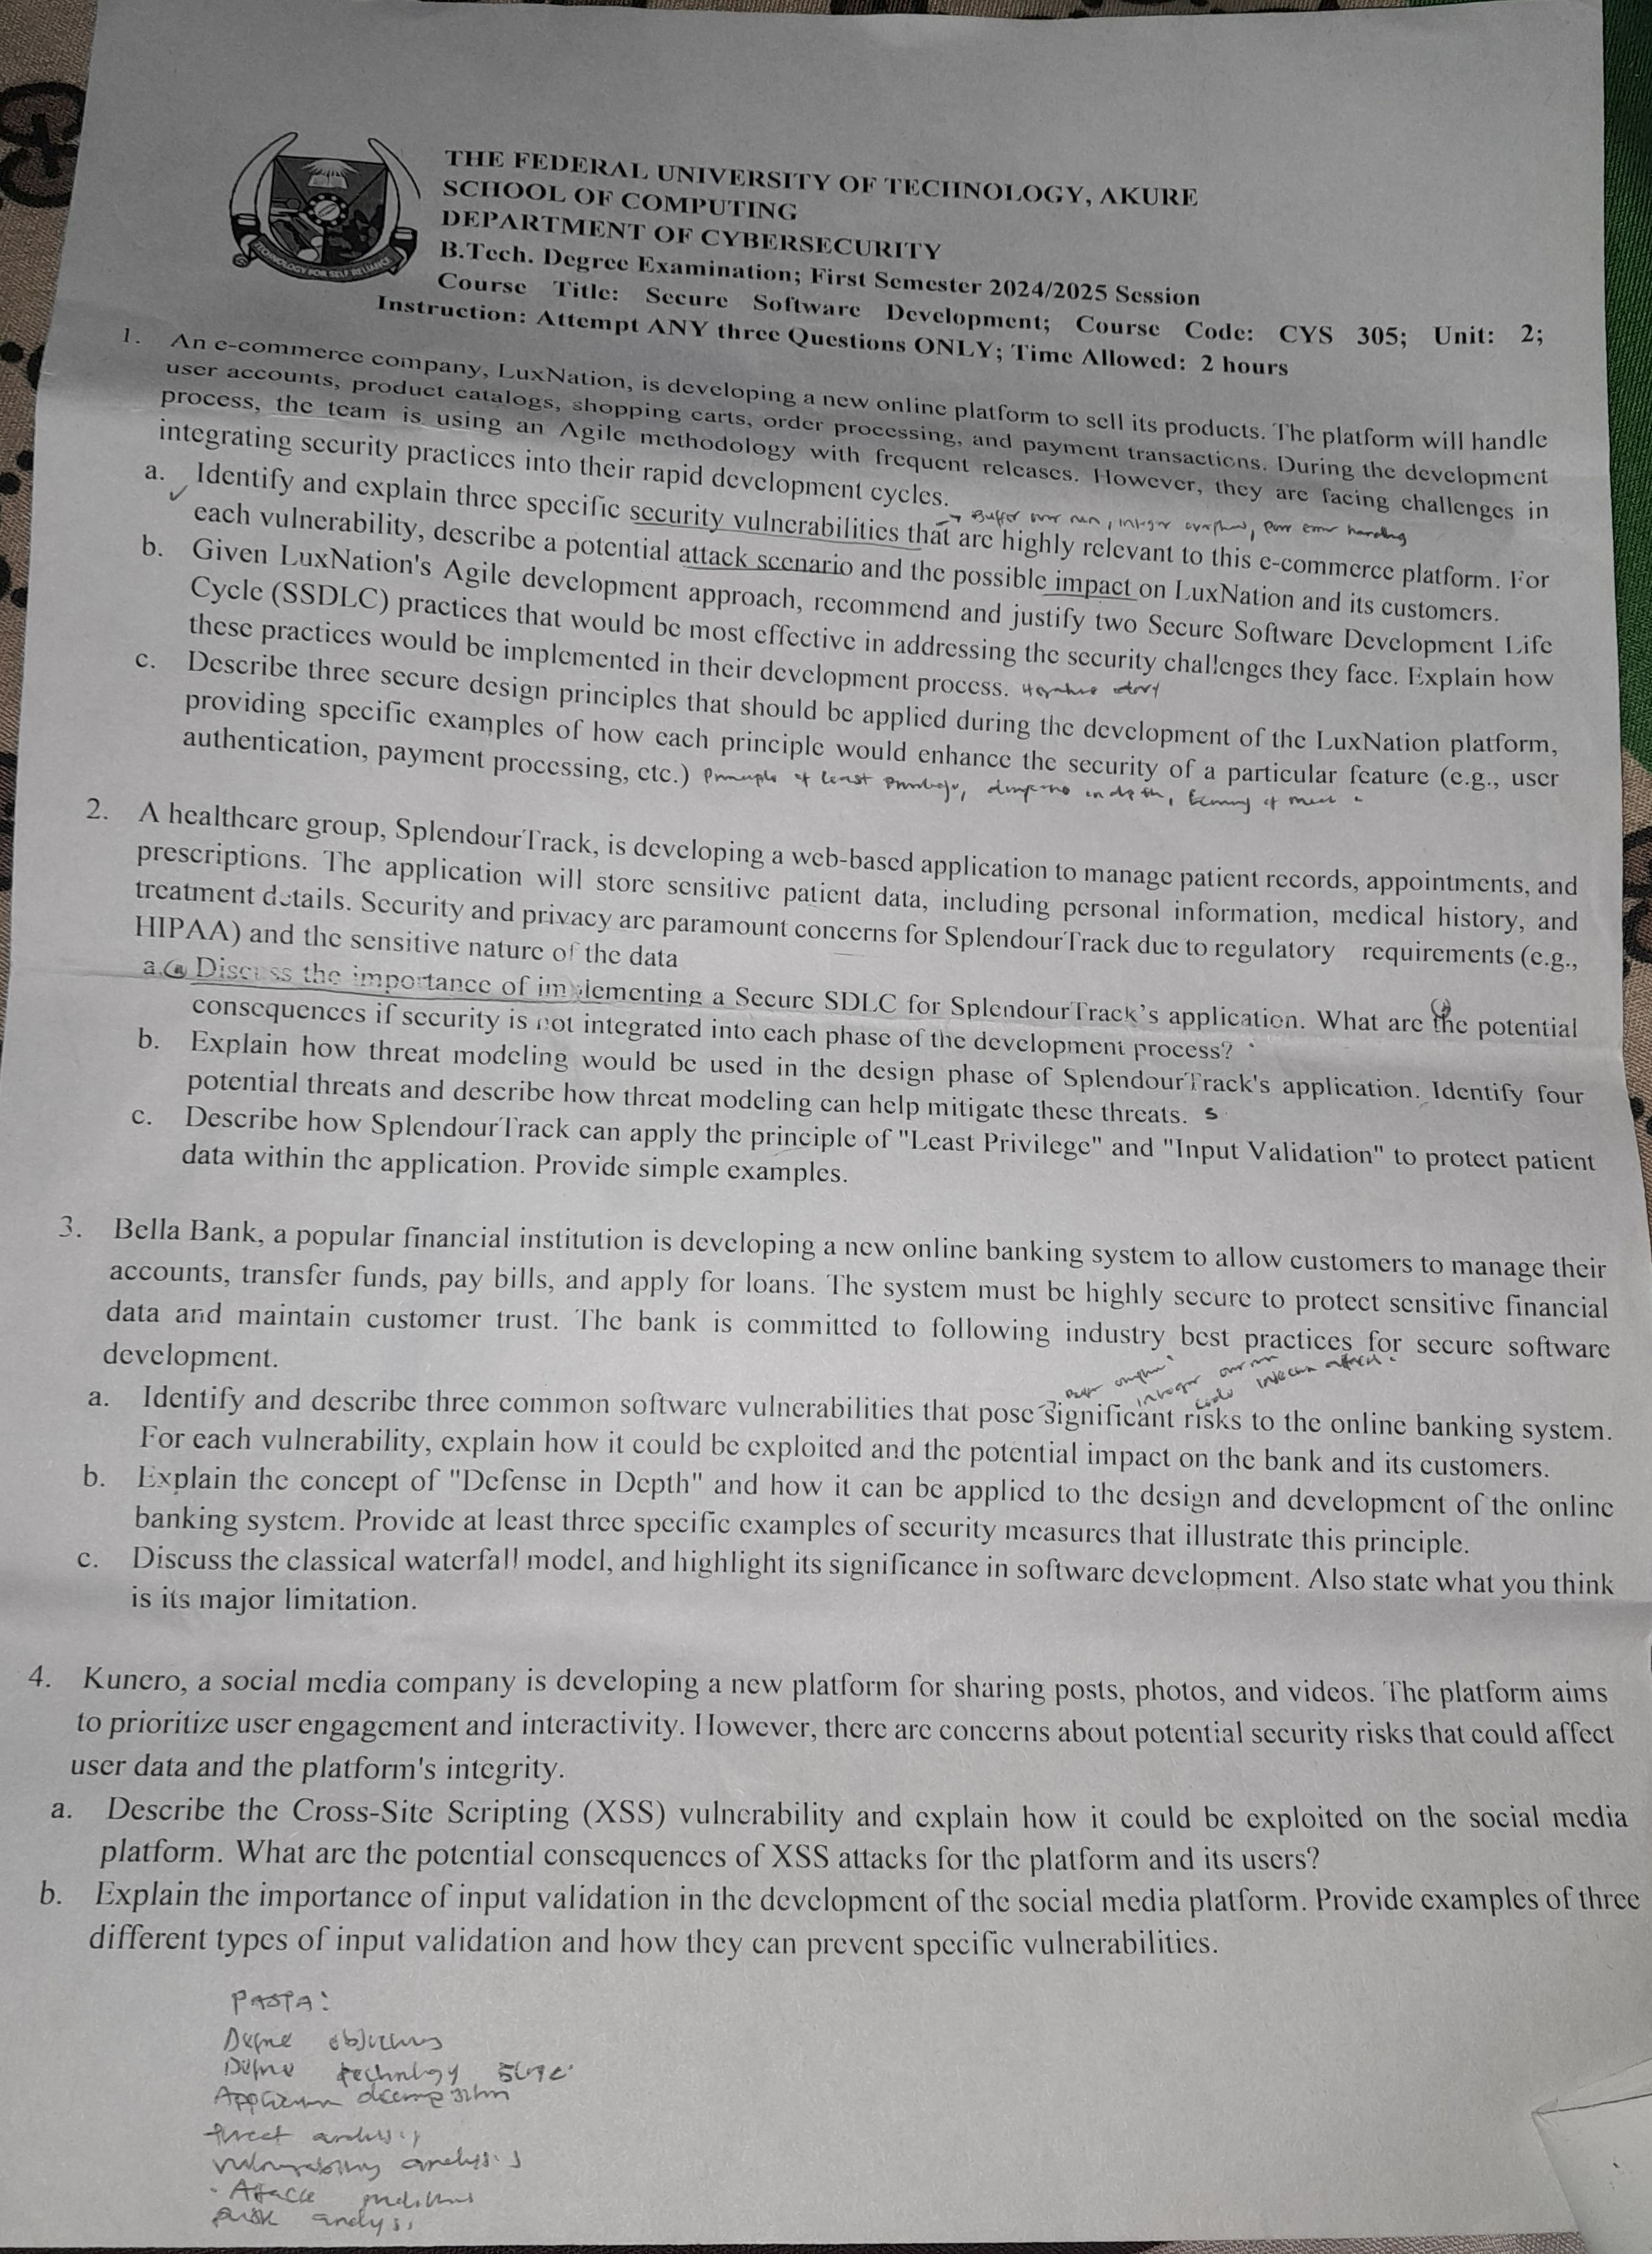 THE FEDERAL UNIVERSITY OF TECHNOLOGY, AKURE
SCHOOL OF COMPUTING
DEPARTMENT OF CYBERSECURITY
B.Tech. Degree Examination; First Semester 2024/2025 Session
Course Title: Secure Software Development; Course Code: CYS 305; Unit: 2;
Instruction: Attempt ANY three Questions ONLY; Time Allowed: 2 hours
TECHNOLOGY FOR SELF RELIANCE
1. An e-commerce company, LuxNation, is developing a new online platform to sell its products. The platform will handle
user accounts, product catalogs, shopping carts, order processing, and payment transactions. During the development
process, the team is using an Agile methodology with frequent releases. However, they are facing challenges in
integrating security practices into their rapid development cycles.
Buffer over run, integer, poor error handling
a. Identify and explain three specific security vulnerabilities that are highly relevant to this e-commerce platform. For
each vulnerability, describe a potential attack scenario and the possible impact on LuxNation and its customers.
b. Given LuxNation's Agile development approach, recommend and justify two Secure Software Development Life
Cycle (SSDLC) practices that would be most effective in addressing the security challenges they face. Explain how
these practices would be implemented in their development process.
c. Describe three secure design principles that should be applied during the development of the LuxNation platform,
providing specific examples of how each principle would enhance the security of a particular feature (e.g., user
authentication, payment processing, etc.) Principle of least privilege, in depth,
2. A healthcare group, SplendourTrack, is developing a web-based application to manage patient records, appointments, and
prescriptions. The application will store sensitive patient data, including personal information, medical history, and
treatment details. Security and privacy are paramount concerns for SplendourTrack due to regulatory requirements (e.g.,
HIPAA) and the sensitive nature of the data
a. Discuss the importance of implementing a Secure SDLC for SplendourTrack's application. What are the potential
consequences if security is not integrated into each phase of the development process?
b. Explain how threat modeling would be used in the design phase of SplendourTrack's application. Identify four
potential threats and describe how threat modeling can help mitigate these threats. S
c. Describe how SplendourTrack can apply the principle of "Least Privilege" and "Input Validation" to protect patient
data within the application. Provide simple examples.
3. Bella Bank, a popular financial institution is developing a new online banking system to allow customers to manage their
accounts, transfer funds, pay bills, and apply for loans. The system must be highly secure to protect sensitive financial
data and maintain customer trust. The bank is committed to following industry best practices for secure software
development.
a. Identify and describe three common software vulnerabilities that pose significant risks to the online banking system.
For each vulnerability, explain how it could be exploited and the potential impact on the bank and its customers.
b. Explain the concept of "Defense in Depth" and how it can be applied to the design and development of the online
banking system. Provide at least three specific examples of security measures that illustrate this principle.
c. Discuss the classical waterfall model, and highlight its significance in software development. Also state what you think
is its major limitation.
4. Kunero, a social media company is developing a new platform for sharing posts, photos, and videos. The platform aims
to prioritize user engagement and interactivity. However, there are concerns about potential security risks that could affect
user data and the platform's integrity.
a. Describe the Cross-Site Scripting (XSS) vulnerability and explain how it could be exploited on the social media
platform. What are the potential consequences of XSS attacks for the platform and its users?
b. Explain the importance of input validation in the development of the social media platform. Provide examples of three
different types of input validation and how they can prevent specific vulnerabilities.
PASTA:
Define objectives
Define technology scope
Application decomposition
threat analysis
vulnerability analysis
Attack
Risk analysis